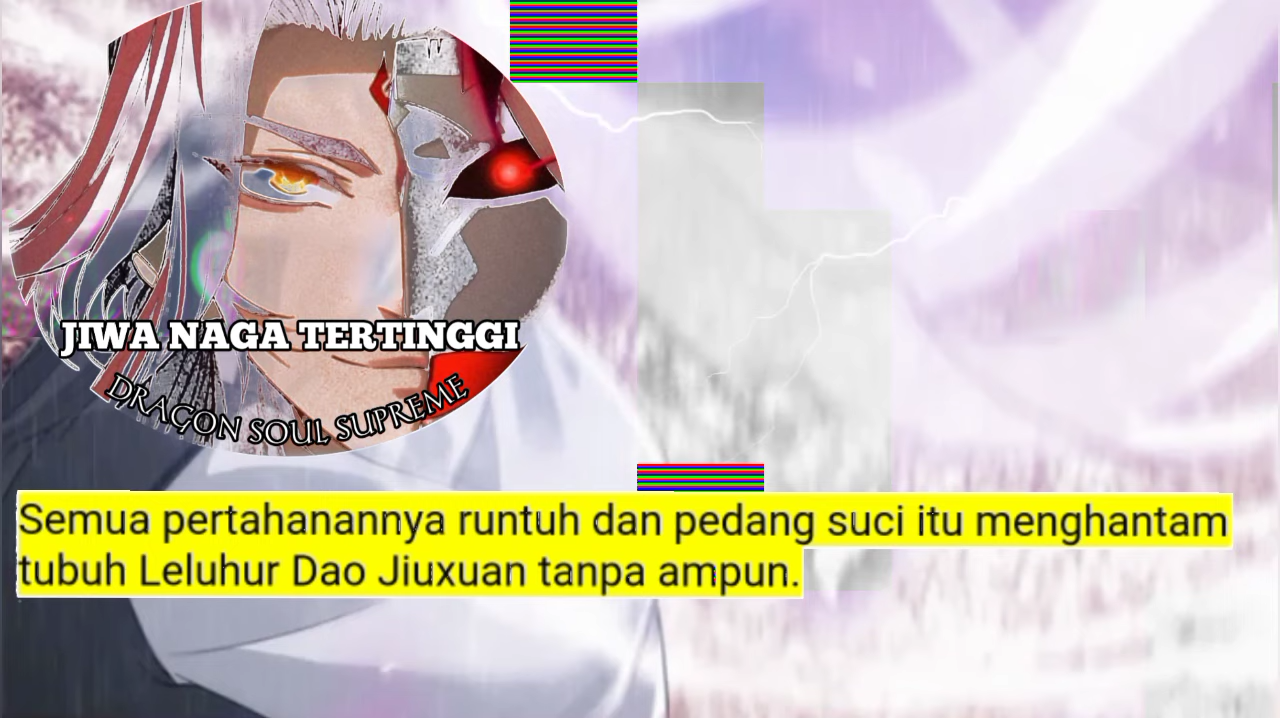 JIWA NAGA TERTINGGI
DRAGON SOUL SUPREME
Semua pertahanannya runtuh dan pedang suci itu menghantam
tubuh Leluhur Dao Jiuxuan tanpa ampun.